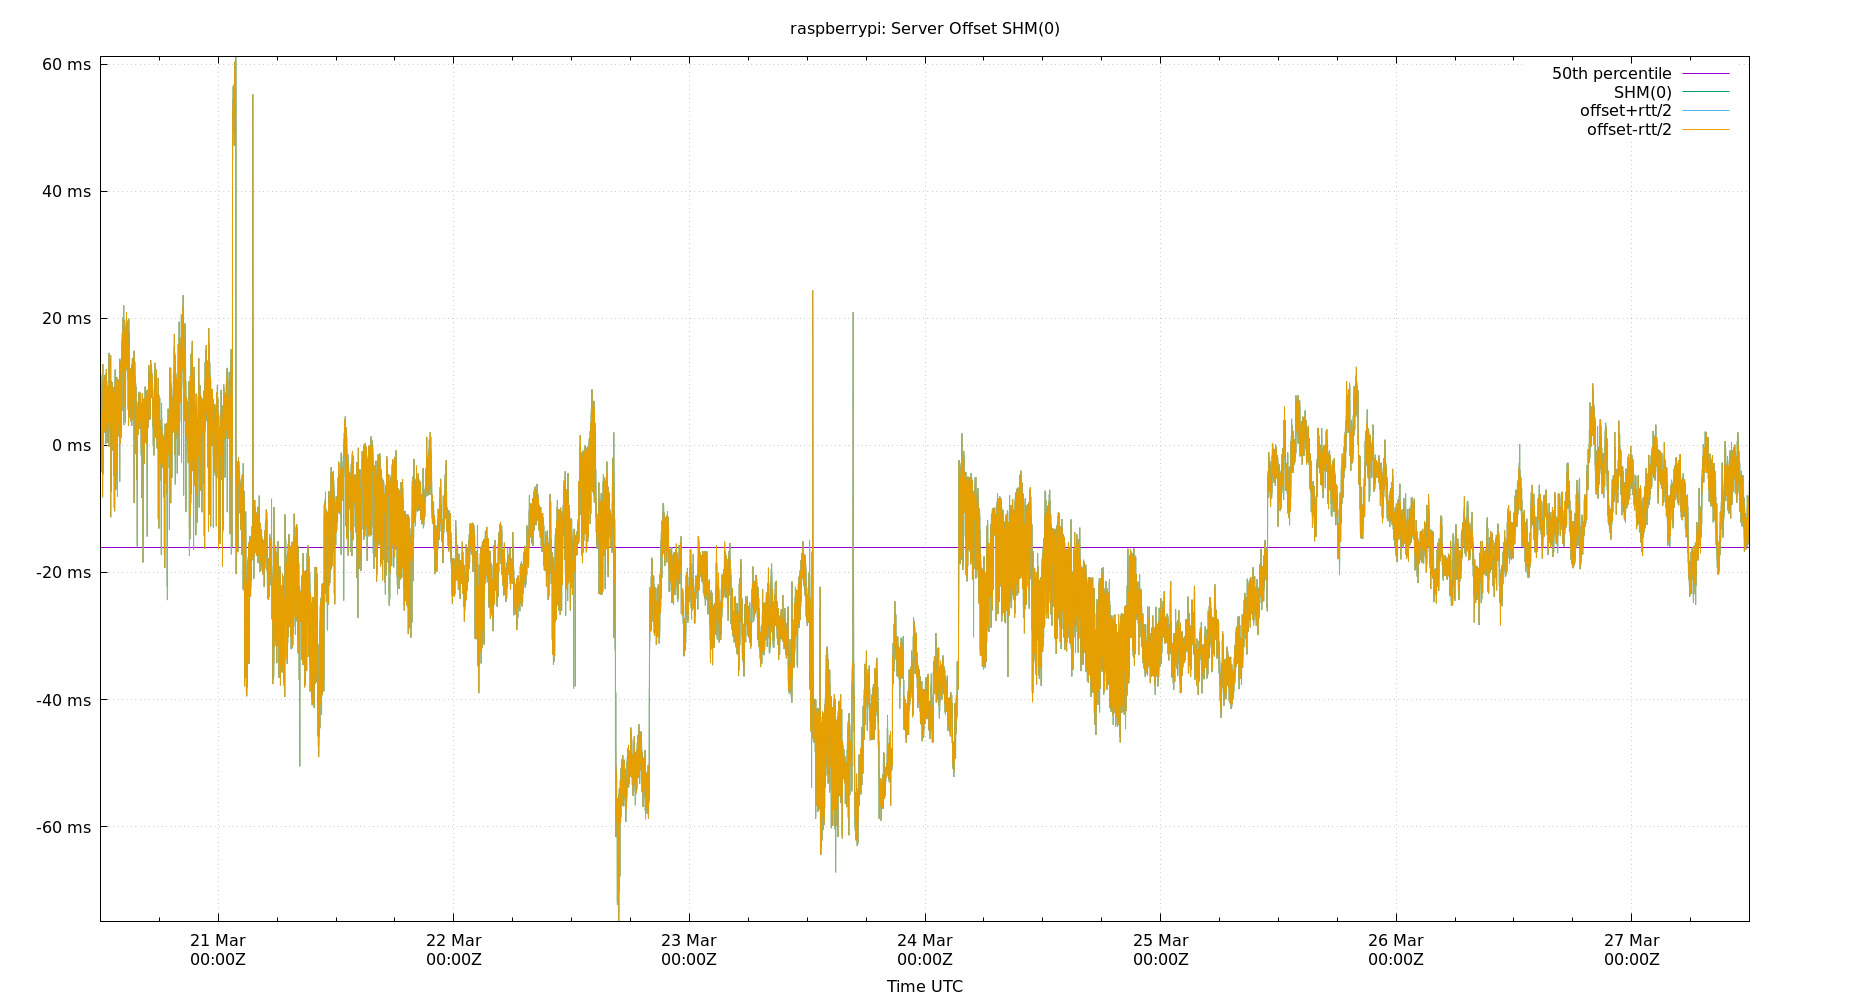 raspberrypi: Server Offset SHM(0)
60 ms
40 ms
20 ms
0 ms
-20 ms
-40 ms
-60 ms
50th percentile
SHM(0)
offset+rtt/2
offset-rtt/2
21 Mar 22 Mar 23 Mar 24 Mar 25 Mar 26 Mar 27 Mar
00:00Z 00:00Z 00:00Z 00:00Z 00:00Z 00:00Z 00:00Z
Time UTC